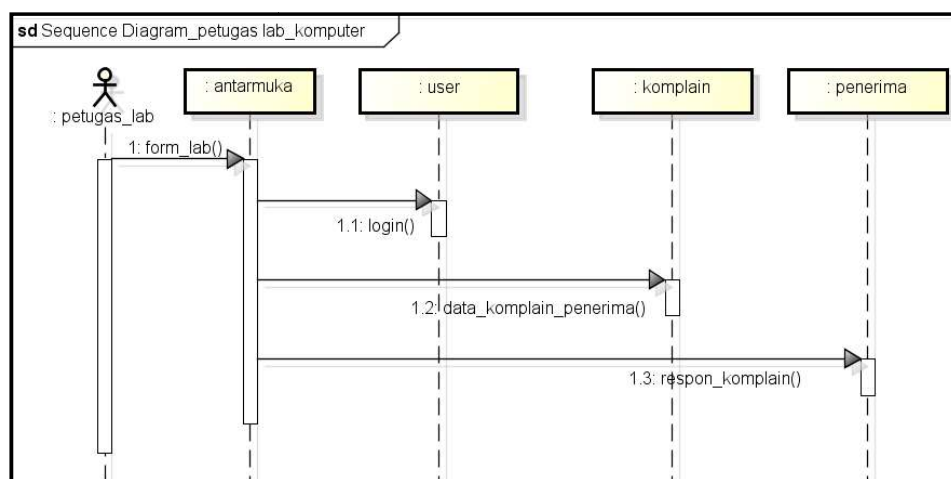 sd Sequence Diagram_petugas lab_komputer
: petugas_lab
: antarmuka
: user
: komplain
: penerima
1: form_lab()
1.1: login()
1.2: data_komplain_penerima()
1.3: respon_komplain()